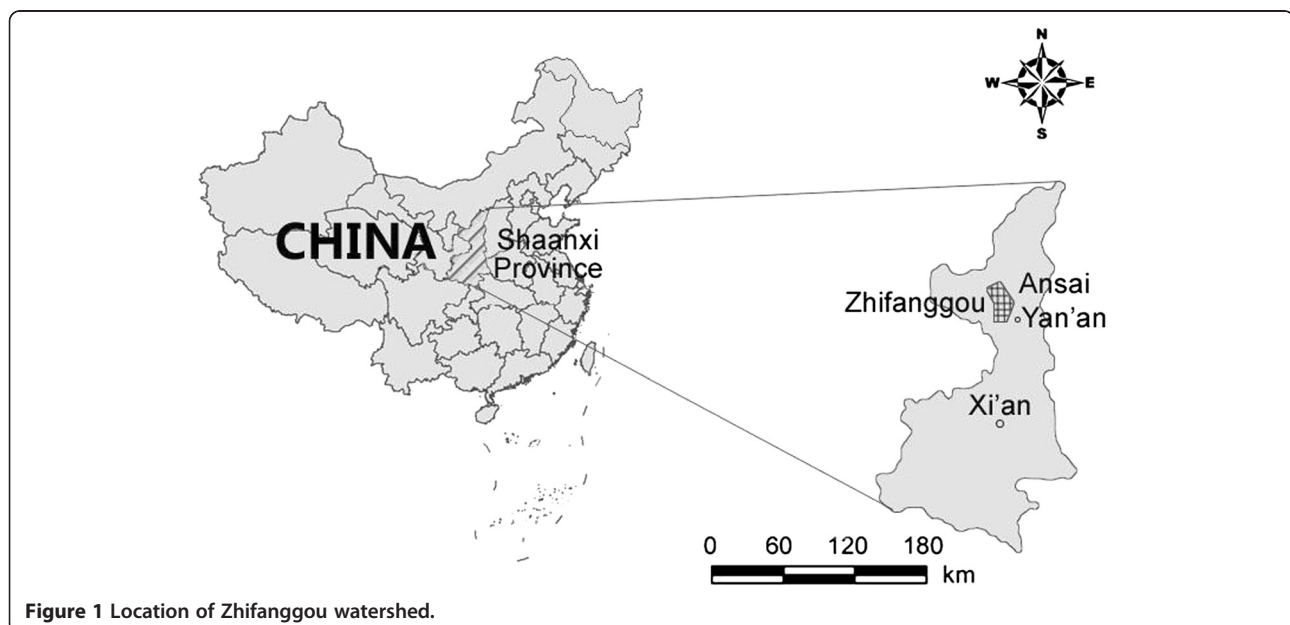 N
W E
S
CHINA
Shaanxi
Province
Zhifanggou
Ansai
Yan’an
Xi’an
0 60 120 180
km
Figure 1 Location of Zhifanggou watershed.